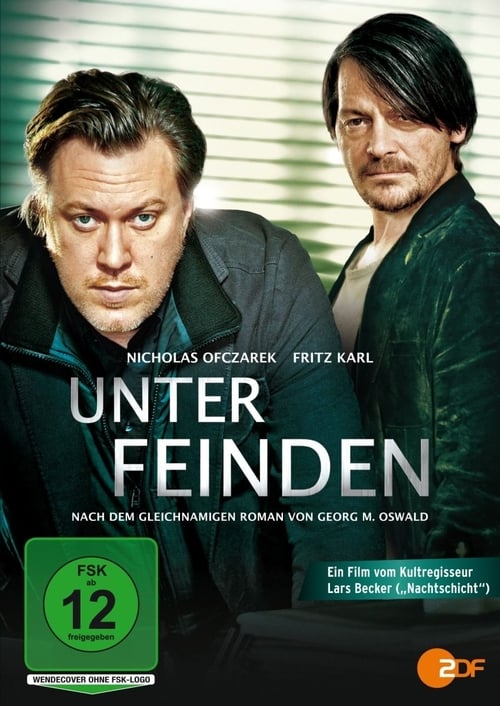 NICHOLAS OFCZAREK FRITZ KARL
UNTER
FEINDEN
NACH DEM GLEICHNAMIGEN ROMAN VON GEORG M. OSWALD
Ein Film vom Kultregisseur
Lars Becker („Nachtschicht“)
FSK
ab
12
freigegeben
WENDECOVER OHNE FSK-LOGO
ZDF